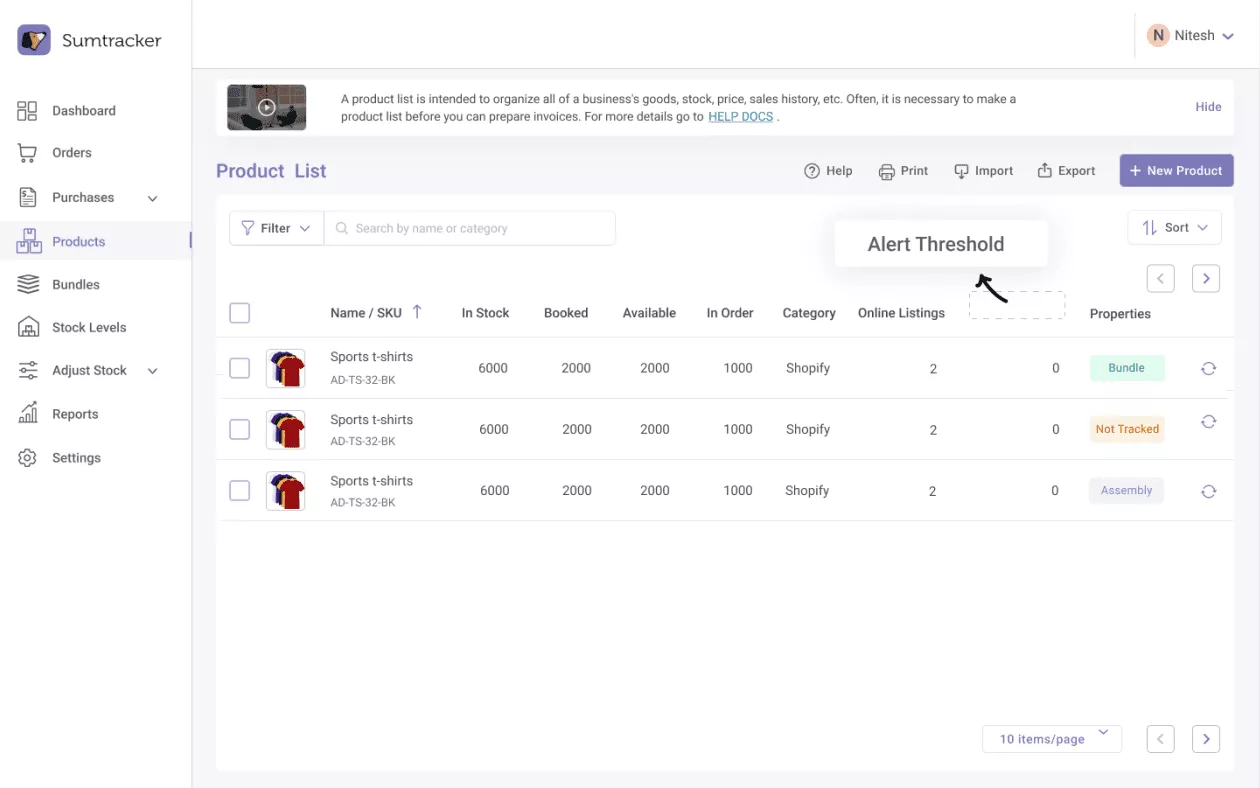 Sumtracker
N Nitesh
Dashboard
Orders
Purchases
Products
Bundles
Stock Levels
Adjust Stock
Reports
Settings
A product list is intended to organize all of a business's goods, stock, price, sales history, etc. Often, it is necessary to make a
product list before you can prepare invoices. For more details go to HELP DOCS .
Hide
Product List
Help Print Import Export + New Product
Filter Search by name or category
Alert Threshold
Sort
Name / SKU In Stock Booked Available In Order Category Online Listings Properties
Sports t-shirts
AD-TS-32-BK
6000 2000 2000 1000 Shopify 2 0 Bundle
Sports t-shirts
AD-TS-32-BK
6000 2000 2000 1000 Shopify 2 0 Not Tracked
Sports t-shirts
AD-TS-32-BK
6000 2000 2000 1000 Shopify 2 0 Assembly
10 items/page